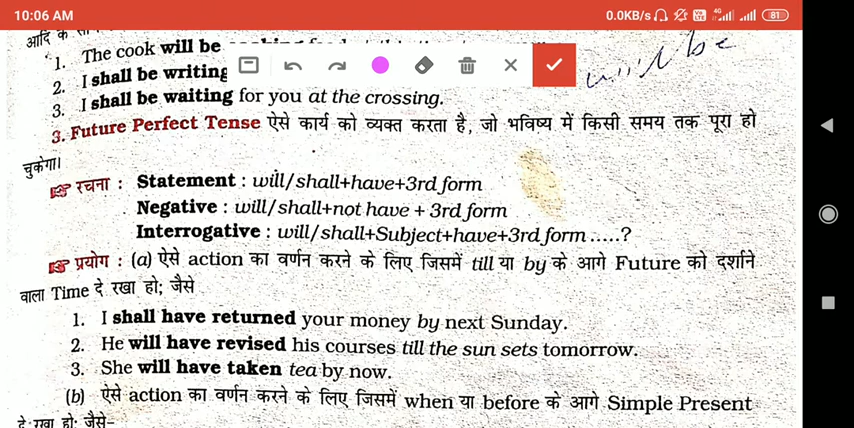 10:06 AM 0.0KB/s 4G 81
आदि के
1. The cook will be
2. I shall be writing
will be
3. I shall be waiting for you at the crossing.
3. Future Perfect Tense ऐसे कार्य को व्यक्त करता है, जो भविष्य में किसी समय तक पूरा हो
चुकेगा।
रचना : Statement : will/shall+have+3rd form
Negative : will/shall+not have + 3rd form
Interrogative : will/shall+Subject+have+3rd form .....?
प्रयोग : (a) ऐसे action का वर्णन करने के लिए जिसमें till या by के आगे Future को दर्शाने
वाला Time दे रखा हो; जैसे
1. I shall have returned your money by next Sunday.
2. He will have revised his courses till the sun sets tomorrow.
3. She will have taken tea by now.
(b) ऐसे action का वर्णन करने के लिए जिसमें when या before के आगे Simple Present
दे रखा हो; जैसे–